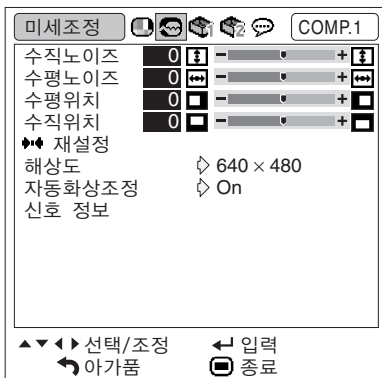 미세조정 1 2 COMP.1
수직노이즈 0 − +
수평노이즈 0 − +
수평위치 0 − +
수직위치 0 − +
재설정
해상도 640 × 480
자동화상조정 On
신호 정보
선택/조정 입력
아가품 종료